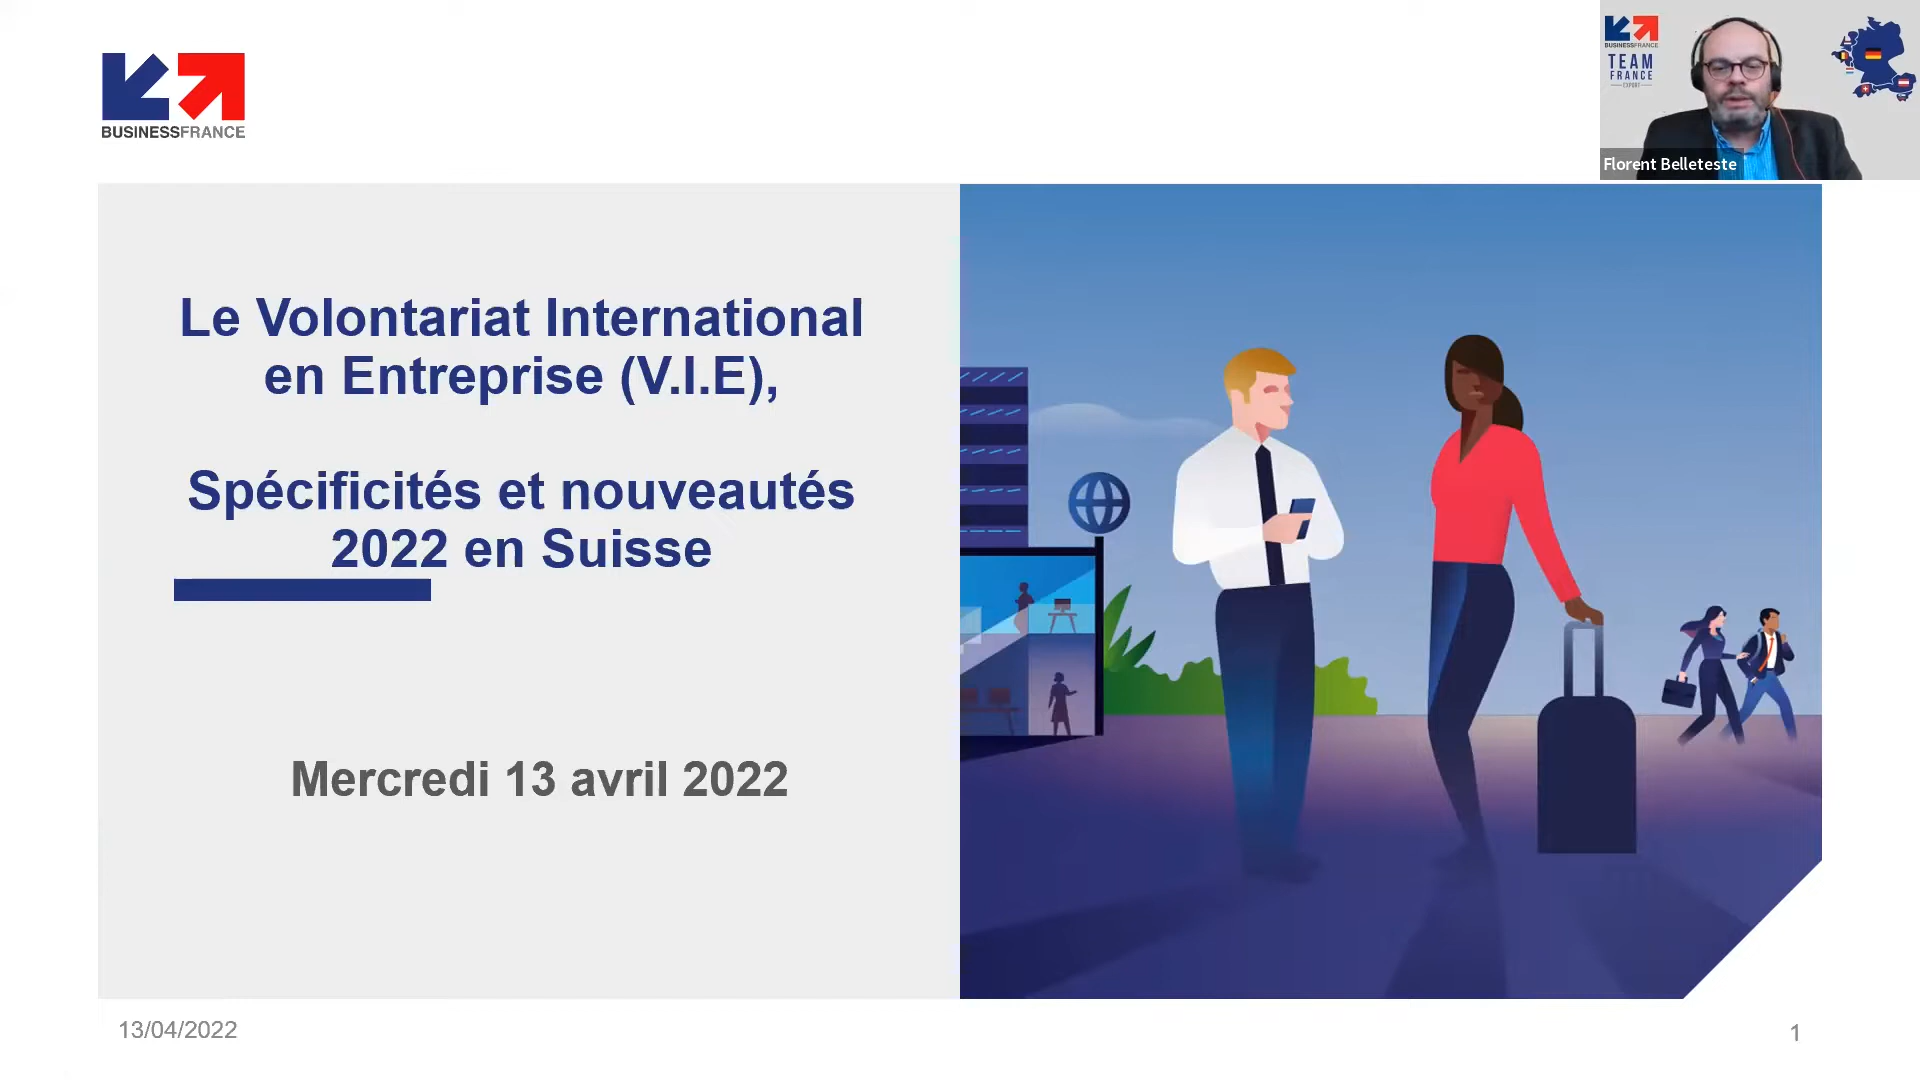 BUSINESSFRANCE
BUSINESSFRANCE
TEAM
FRANCE
EXPORT
Florent Belleteste
Le Volontariat International
en Entreprise (V.I.E),
Spécificités et nouveautés
2022 en Suisse
Mercredi 13 avril 2022
13/04/2022
1